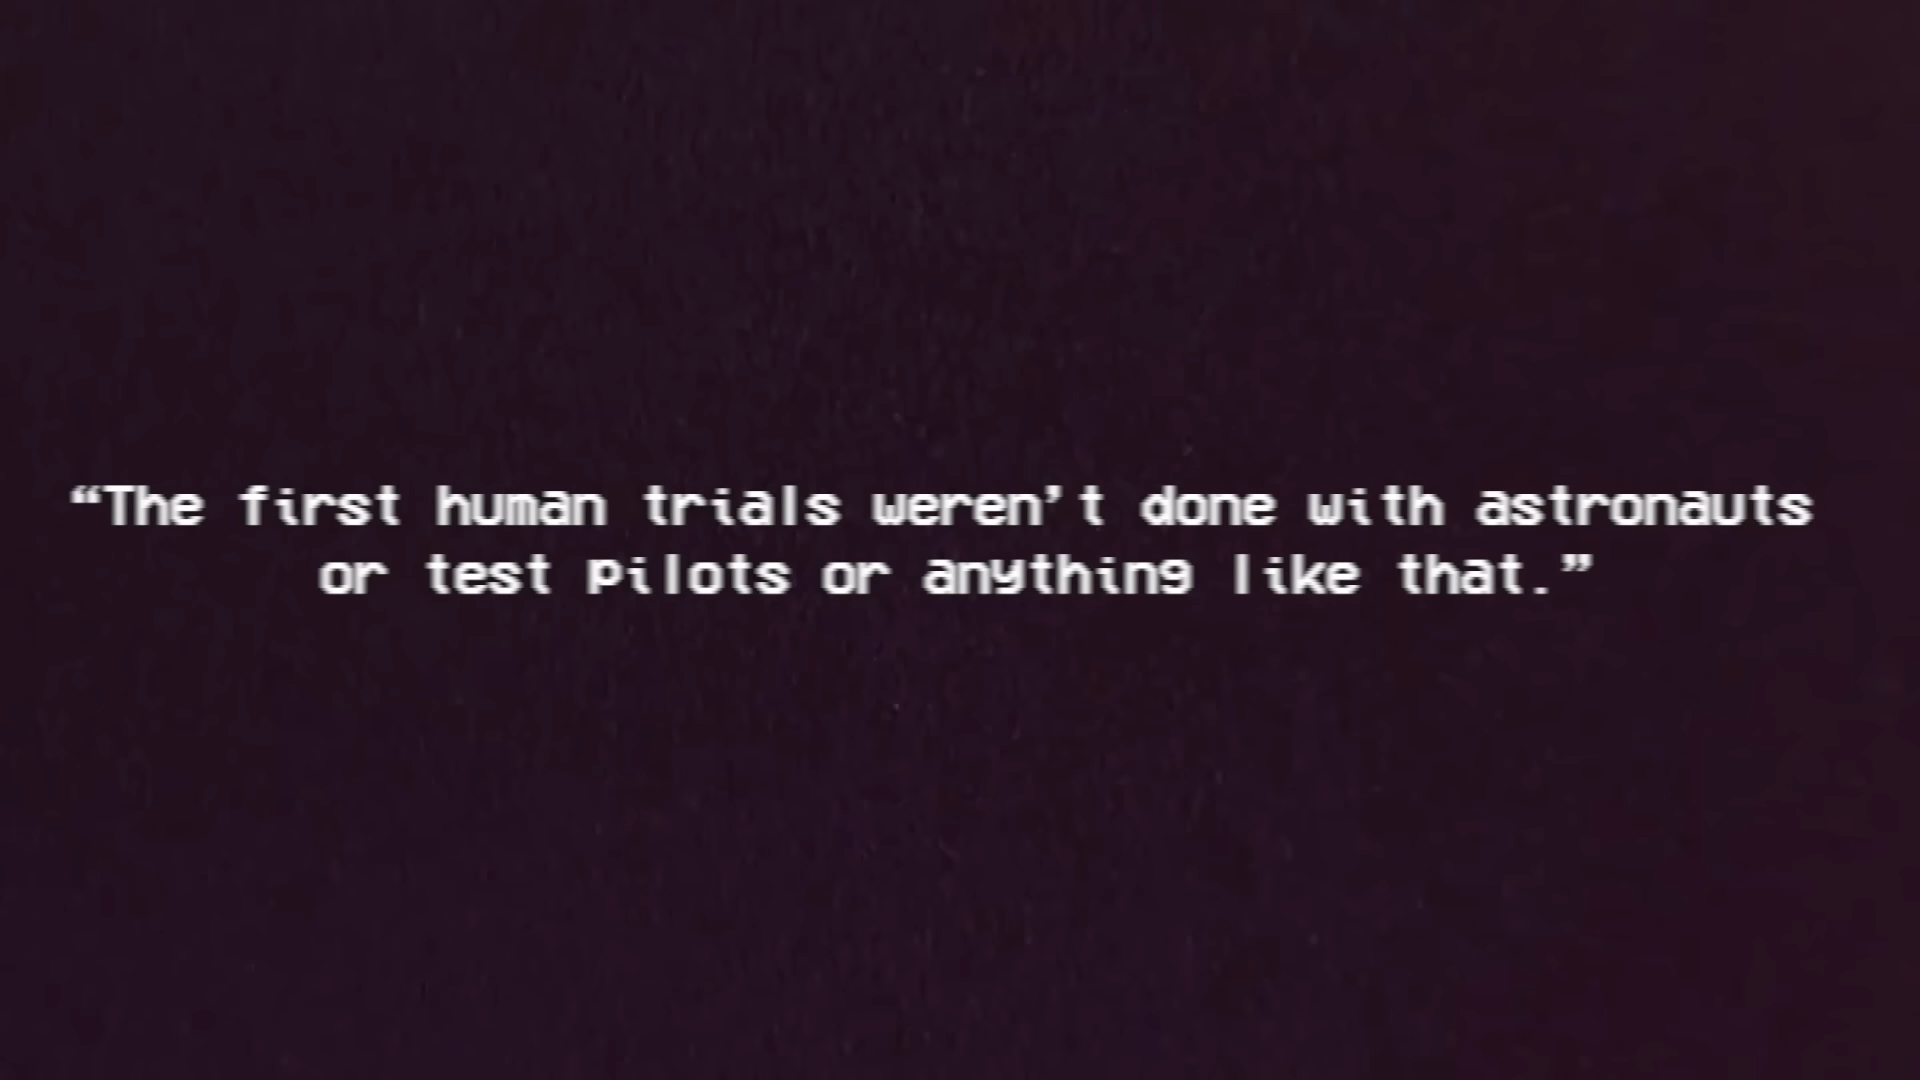 “The first human trials weren’t done with astronauts
or test pilots or anything like that.”